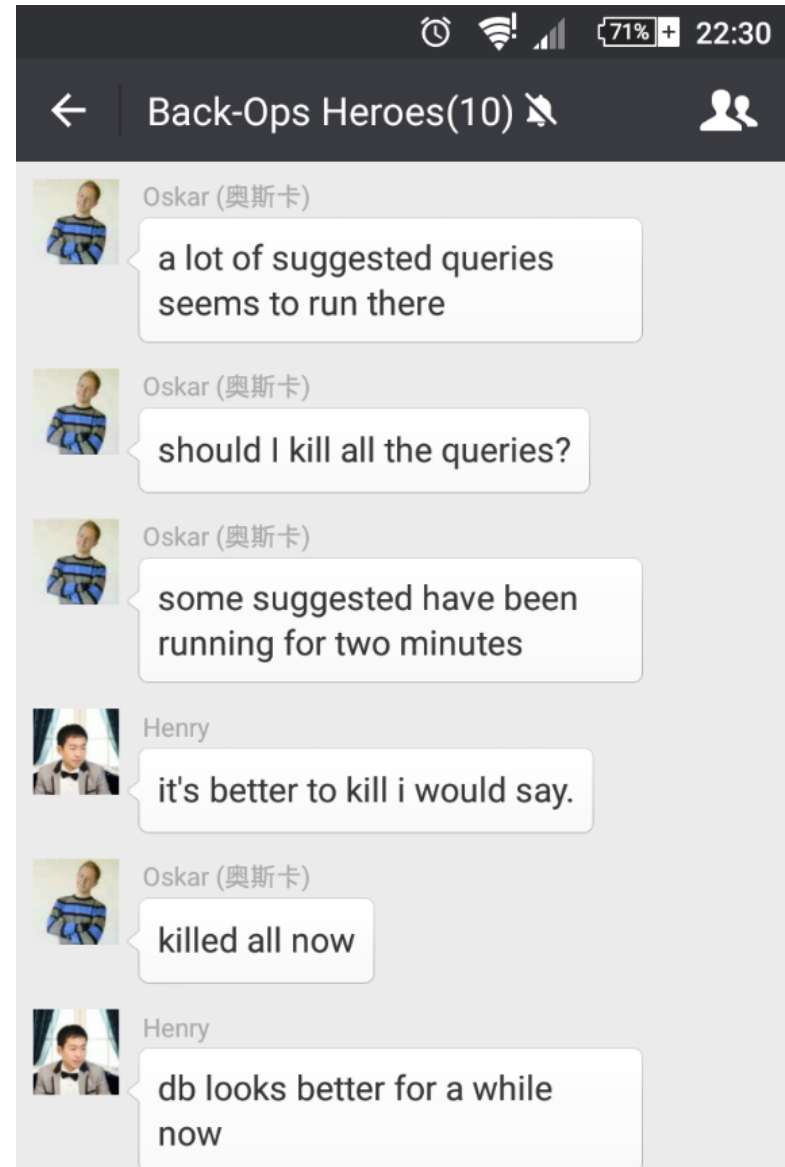 71% 22:30
Back-Ops Heroes(10)
Oskar (奥斯卡)
a lot of suggested queries
seems to run there
Oskar (奥斯卡)
should I kill all the queries?
Oskar (奥斯卡)
some suggested have been
running for two minutes
Henry
it's better to kill i would say.
Oskar (奥斯卡)
killed all now
Henry
db looks better for a while
now